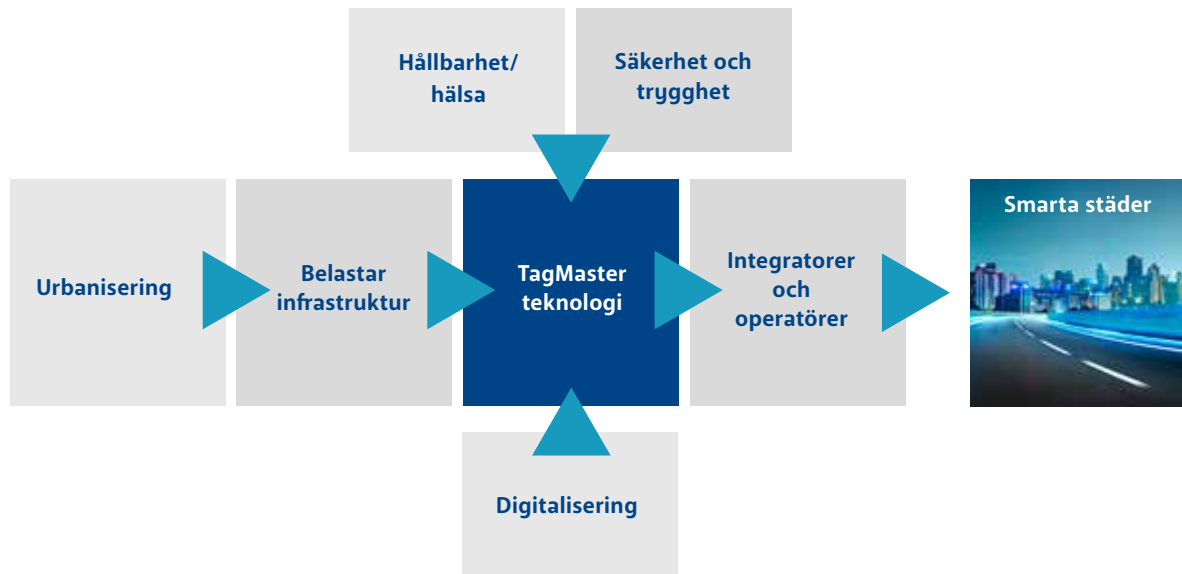 Hållbarhet/
hälsa
Säkerhet och
trygghet
Urbanisering
Belastar
infrastruktur
TagMaster
teknologi
Integratorer
och
operatörer
Smarta städer
Digitalisering